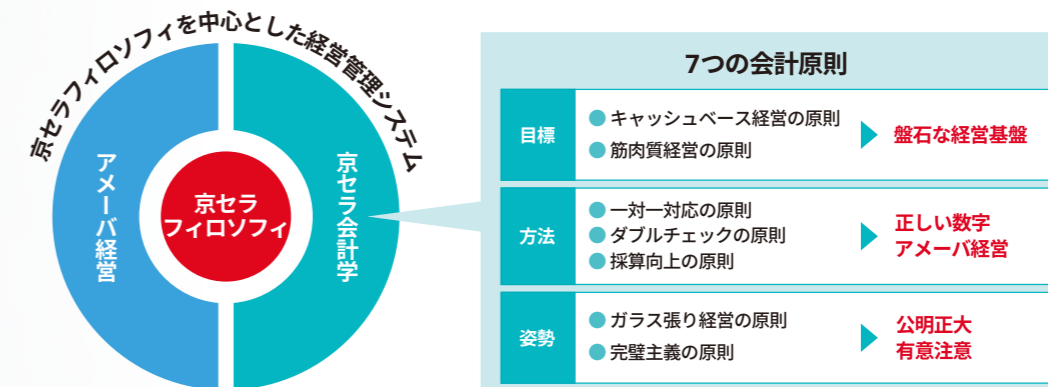 京セラフィロソフィを中心とした経営管理システム
アメーバ経営
京セラ
フィロソフィ
京セラ会計学
7つの会計原則
目標
● キャッシュベース経営の原則
● 筋肉質経営の原則
盤石な経営基盤
方法
● 一対一対応の原則
● ダブルチェックの原則
● 採算向上の原則
正しい数字
アメーバ経営
姿勢
● ガラス張り経営の原則
● 完璧主義の原則
公明正大
有意注意